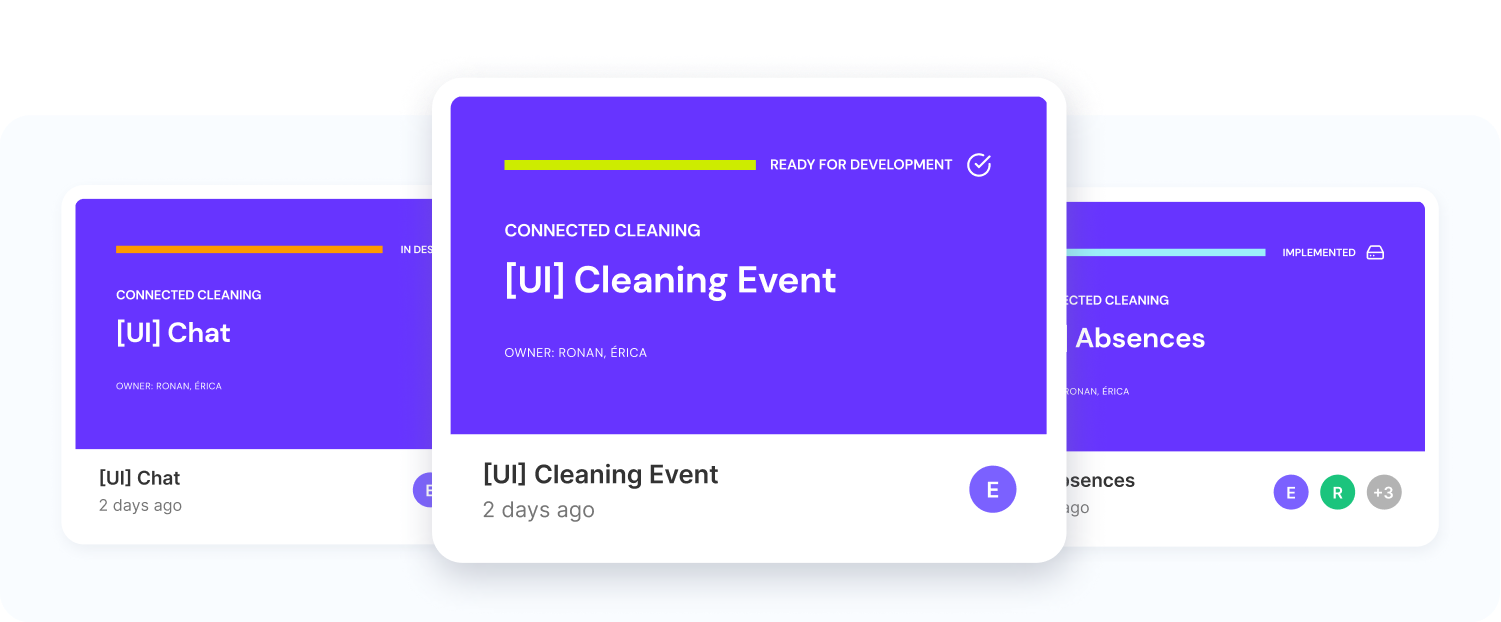 IN DES
CONNECTED CLEANING
[UI] Chat
OWNER: RONAN, ÉRICA
[UI] Chat
2 days ago
E
READY FOR DEVELOPMENT
CONNECTED CLEANING
[UI] Cleaning Event
OWNER: RONAN, ÉRICA
[UI] Cleaning Event
2 days ago
E
IMPLEMENTED
ECTED CLEANING
] Absences
RONAN, ÉRICA
bsences
ago
E R +3